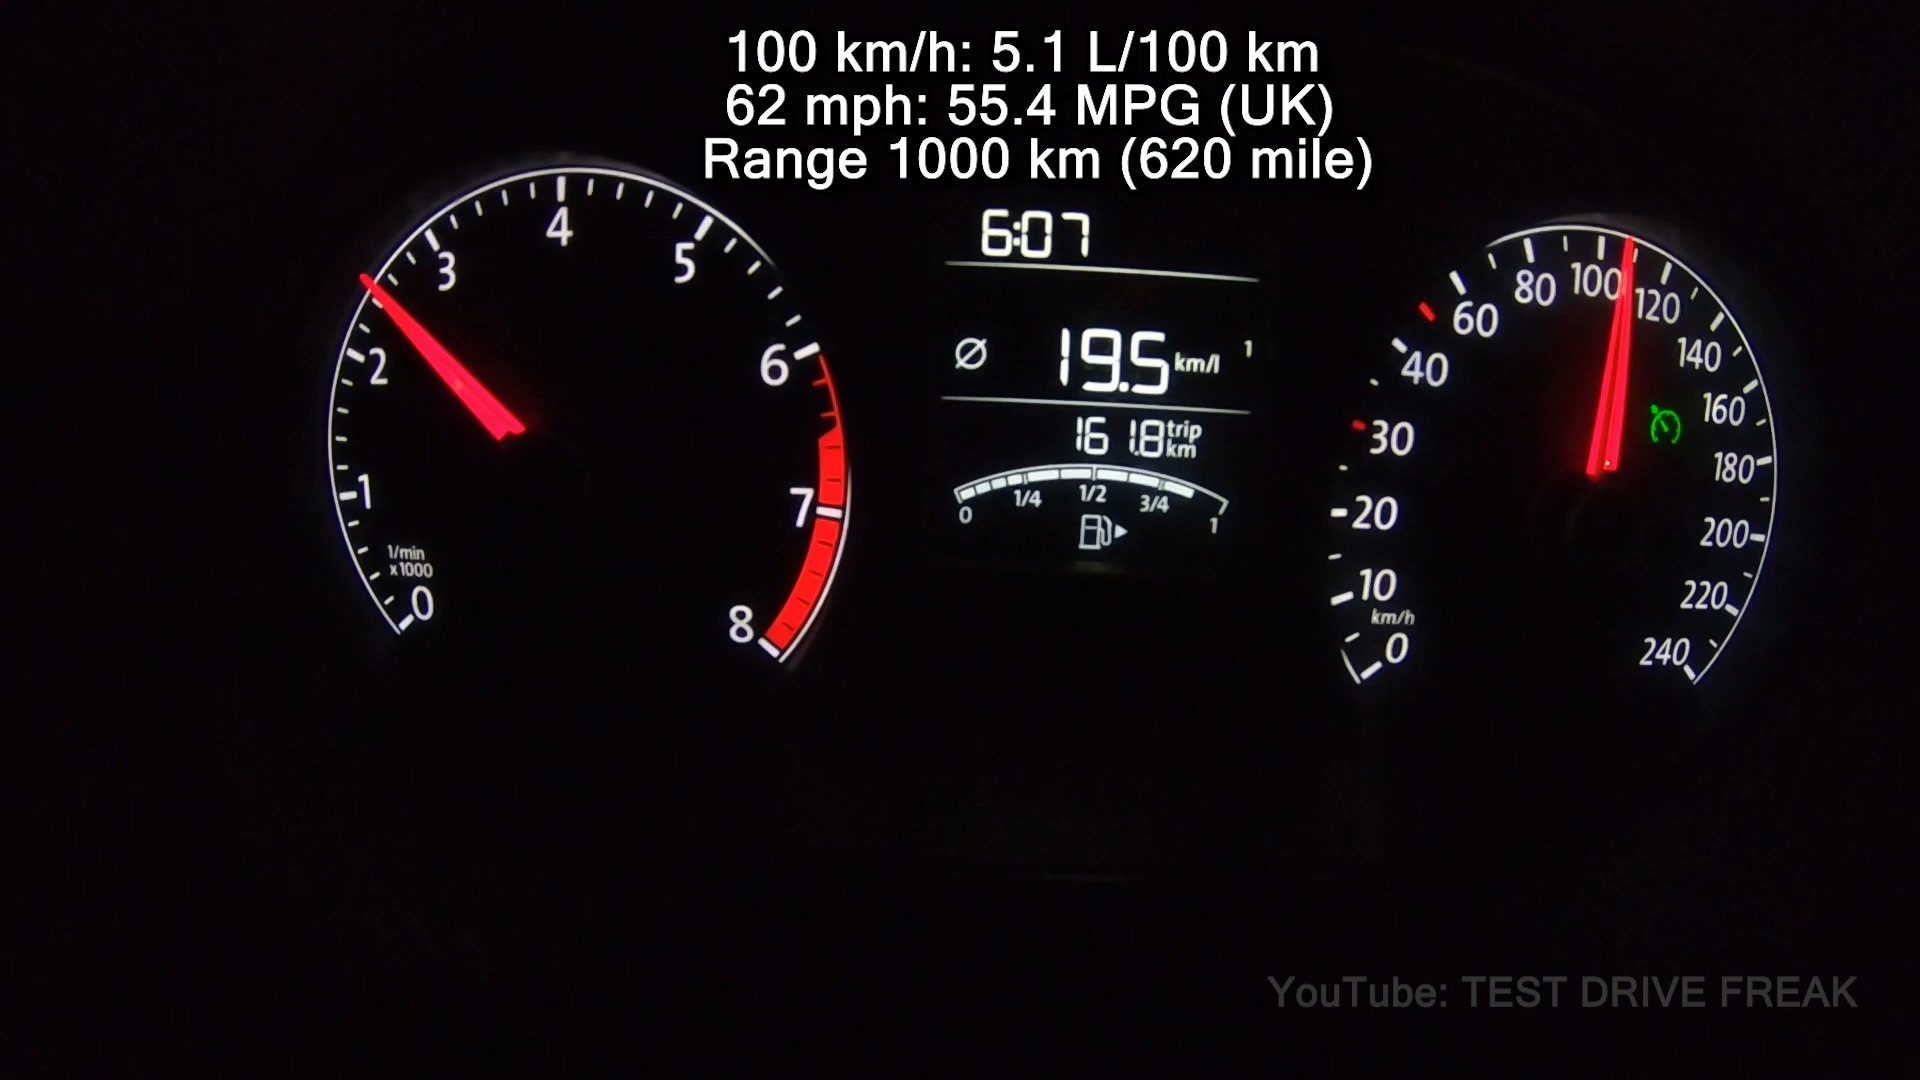 100 km/h: 5.1 L/100 km
62 mph: 55.4 MPG (UK)
Range 1000 km (620 mile)
6:07
Ø 19.5 km/l 1
161.8 trip km
0 1/4 1/2 3/4 1
0 1 2 3 4 5 6 7 8
1/min
x1000
0 10 20 30 40 60 80 100 120 140 160 180 200 220 240
km/h
YouTube: TEST DRIVE FREAK